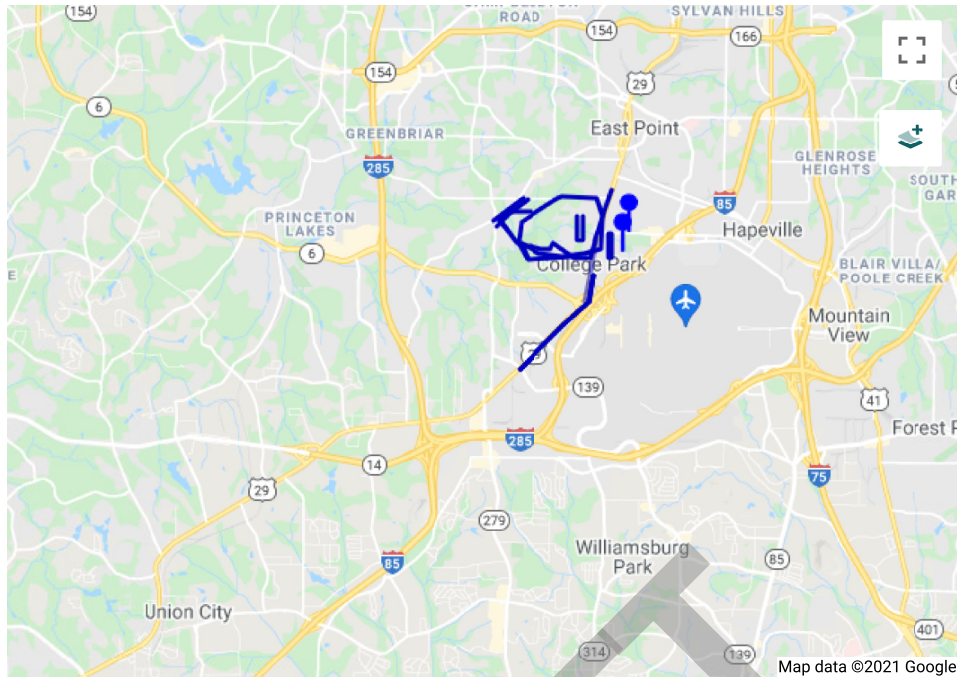 154
ROAD
SYLVAN HILLS
154
166
154
29
6
East Point
GREENBRIAR
285
GLENROSE
HEIGHTS
SOUTH
GAR
85
PRINCETON
LAKES
Hapeville
6
College Park
BLAIR VILLA/
POOLE CREEK
E
Mountain
View
29
139
41
Forest P
285
14
75
29
279
Williamsburg
Park
85
85
Union City
314
139
401
Map data ©2021 Google